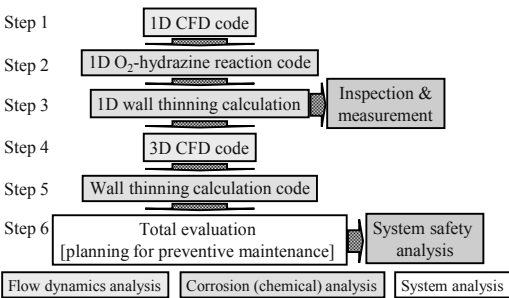 Step 1
1D CFD code
Step 2
1D O₂-hydrazine reaction code
Step 3
1D wall thinning calculation
Inspection &
measurement
Step 4
3D CFD code
Step 5
Wall thinning calculation code
Step 6
Total evaluation
[planning for preventive maintenance]
System safety
analysis
Flow dynamics analysis
Corrosion (chemical) analysis
System analysis